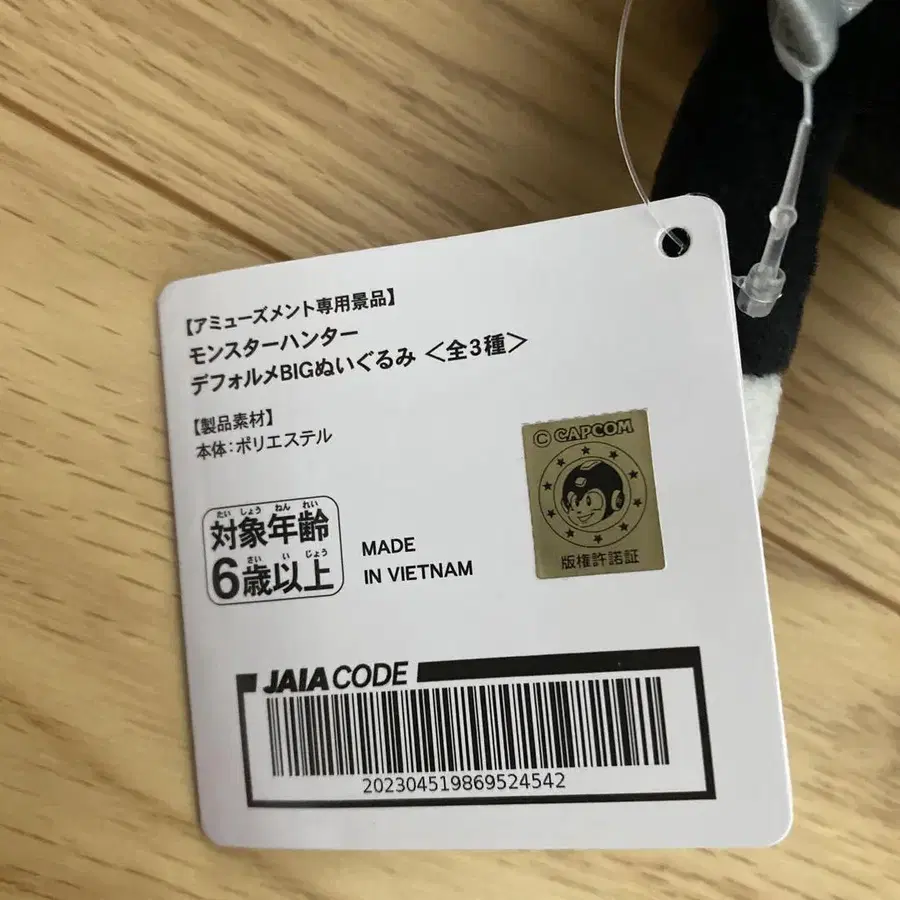 【アミューズメント専用景品】
モンスターハンター
デフォルメBIGぬいぐるみ <全3種>
【製品素材】
本体:ポリエステル
たい しょう ねん れい
対象年齢
さい い じょう
6歳以上
MADE
IN VIETNAM
© CAPCOM
版権許諾証
JAIA CODE
202304519869524542